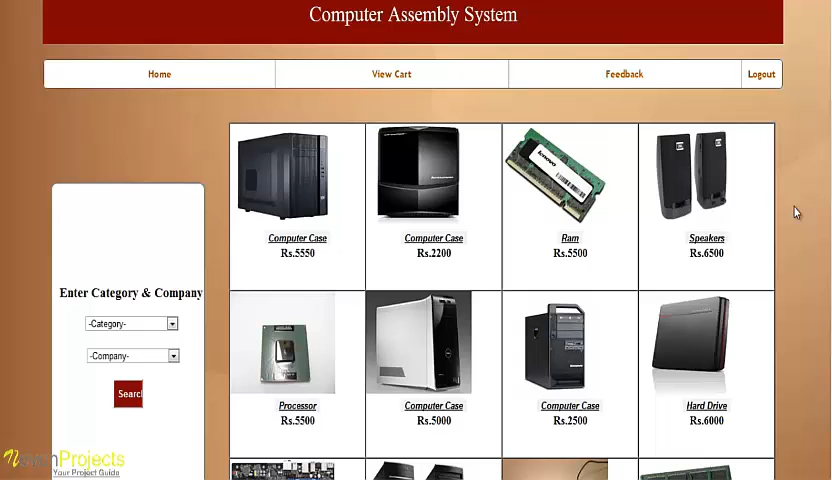 Computer Assembly System
Home View Cart Feedback Logout
Computer Case Computer Case Ram Speakers
Rs.5550 Rs.2200 Rs.5500 Rs.6500
Enter Category & Company
-Category-
-Company-
Search
Processor Computer Case Computer Case Hard Drive
Rs.5500 Rs.5000 Rs.2500 Rs.6000
Projects
Your Project Guide